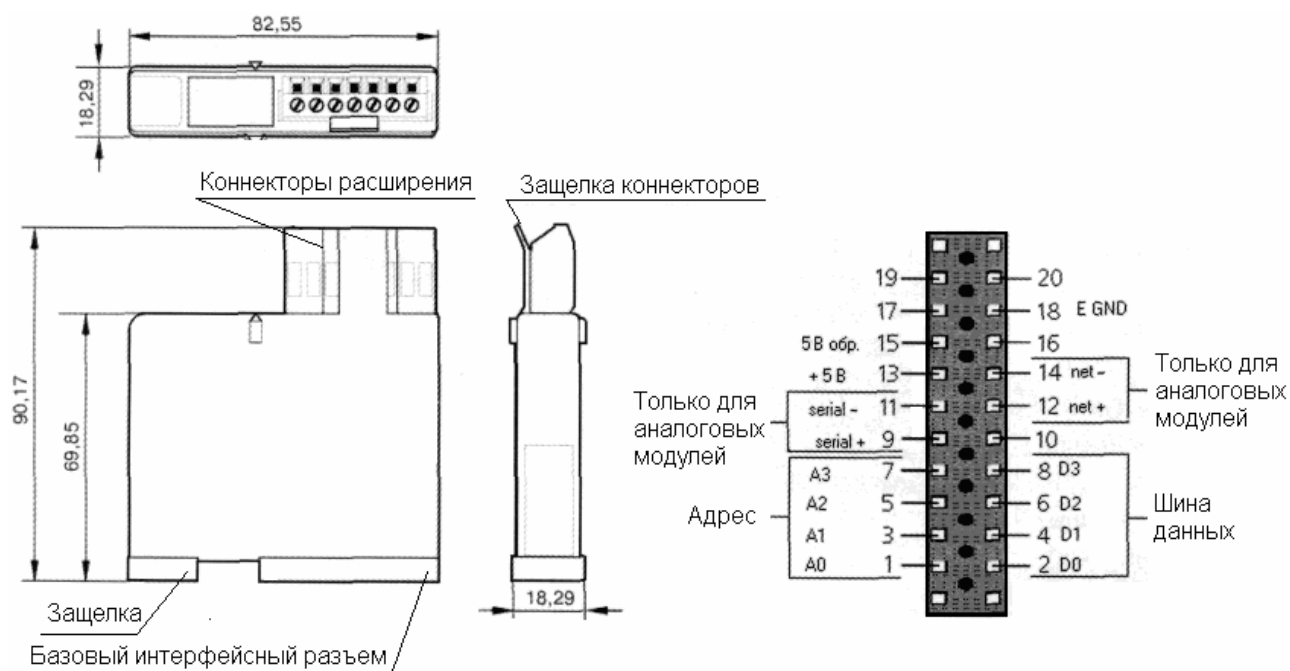 82,55
18,29
Коннекторы расширения
Защелка коннекторов
90,17
69,85
18,29
Защелка
Базовый интерфейсный разъем
19 20
17 18 E GND
5 В обр. 15 16
+ 5 В 13 14 net –
serial – 11 12 net +
serial + 9 10
A3 7 8 D3
A2 5 6 D2
A1 3 4 D1
A0 1 2 D0
Только для
аналоговых
модулей
Адрес
Только для
аналоговых
модулей
Шина
данных